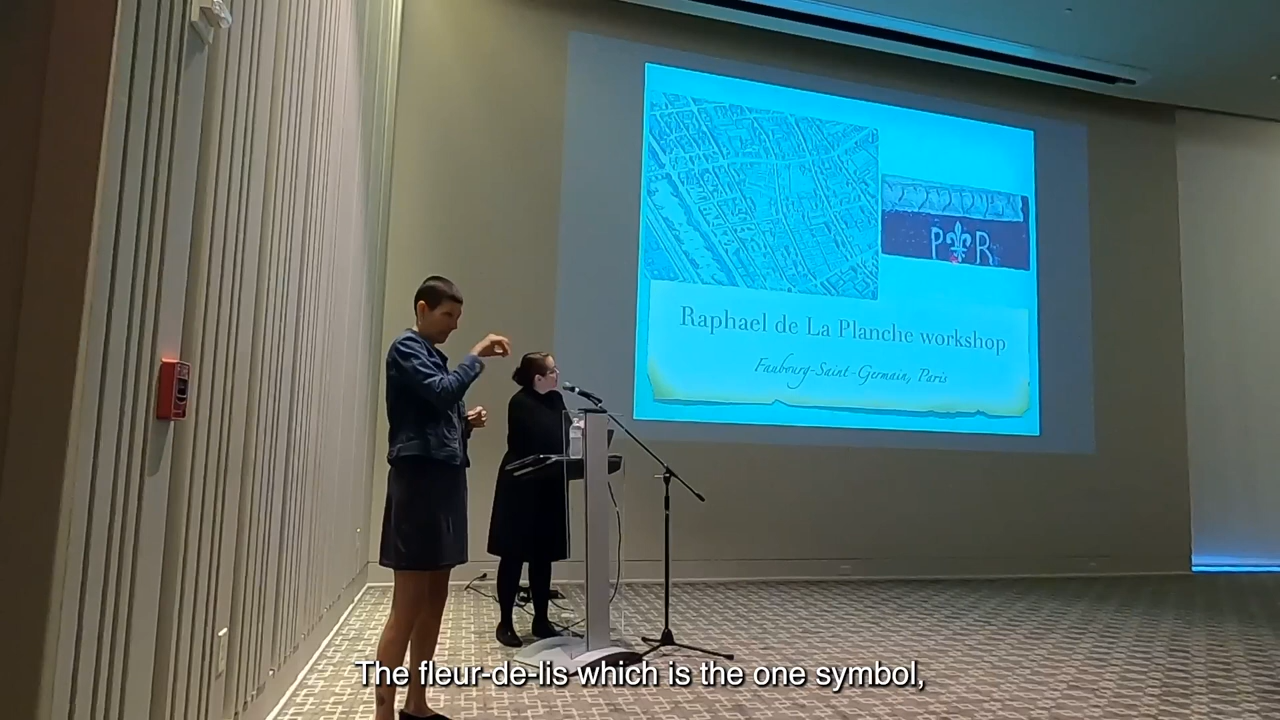 P R
Raphael de La Planche workshop
Faubourg-Saint-Germain, Paris
The fleur-de-lis which is the one symbol,